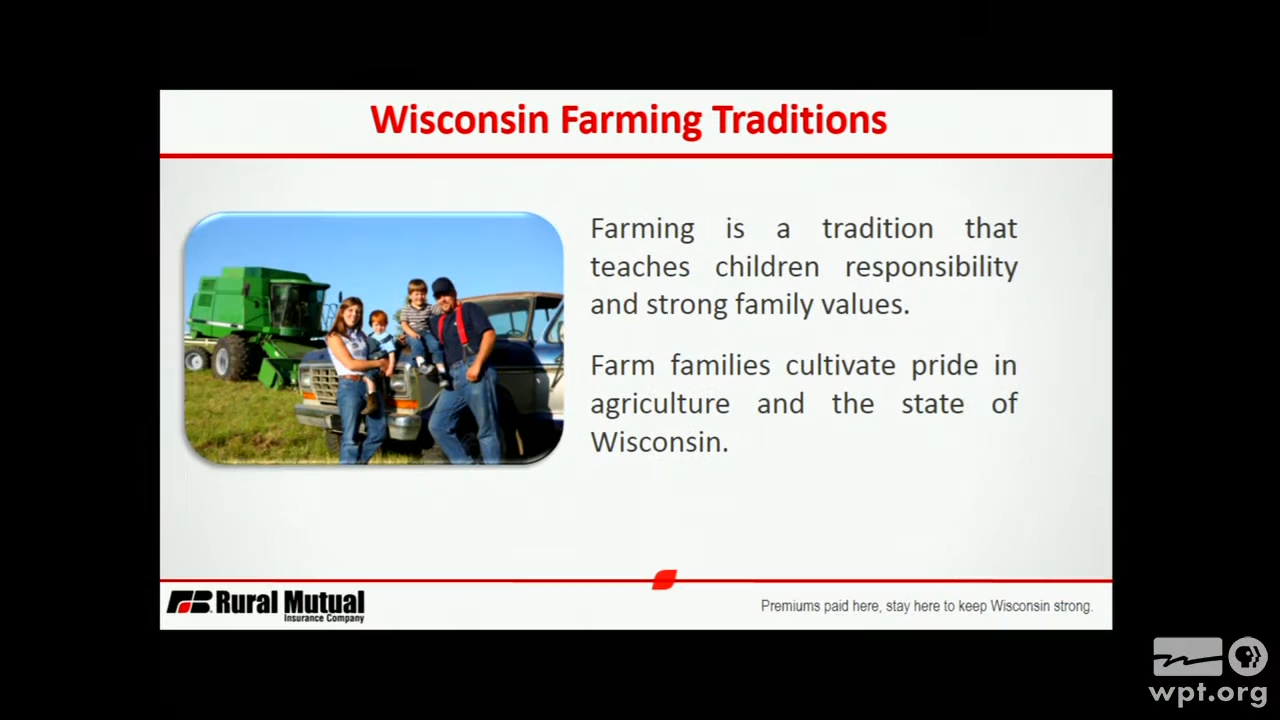 Wisconsin Farming Traditions
Farming is a tradition that
teaches children responsibility
and strong family values.
Farm families cultivate pride in
agriculture and the state of
Wisconsin.
FB Rural Mutual
Insurance Company
Premiums paid here, stay here to keep Wisconsin strong.
wpt.org